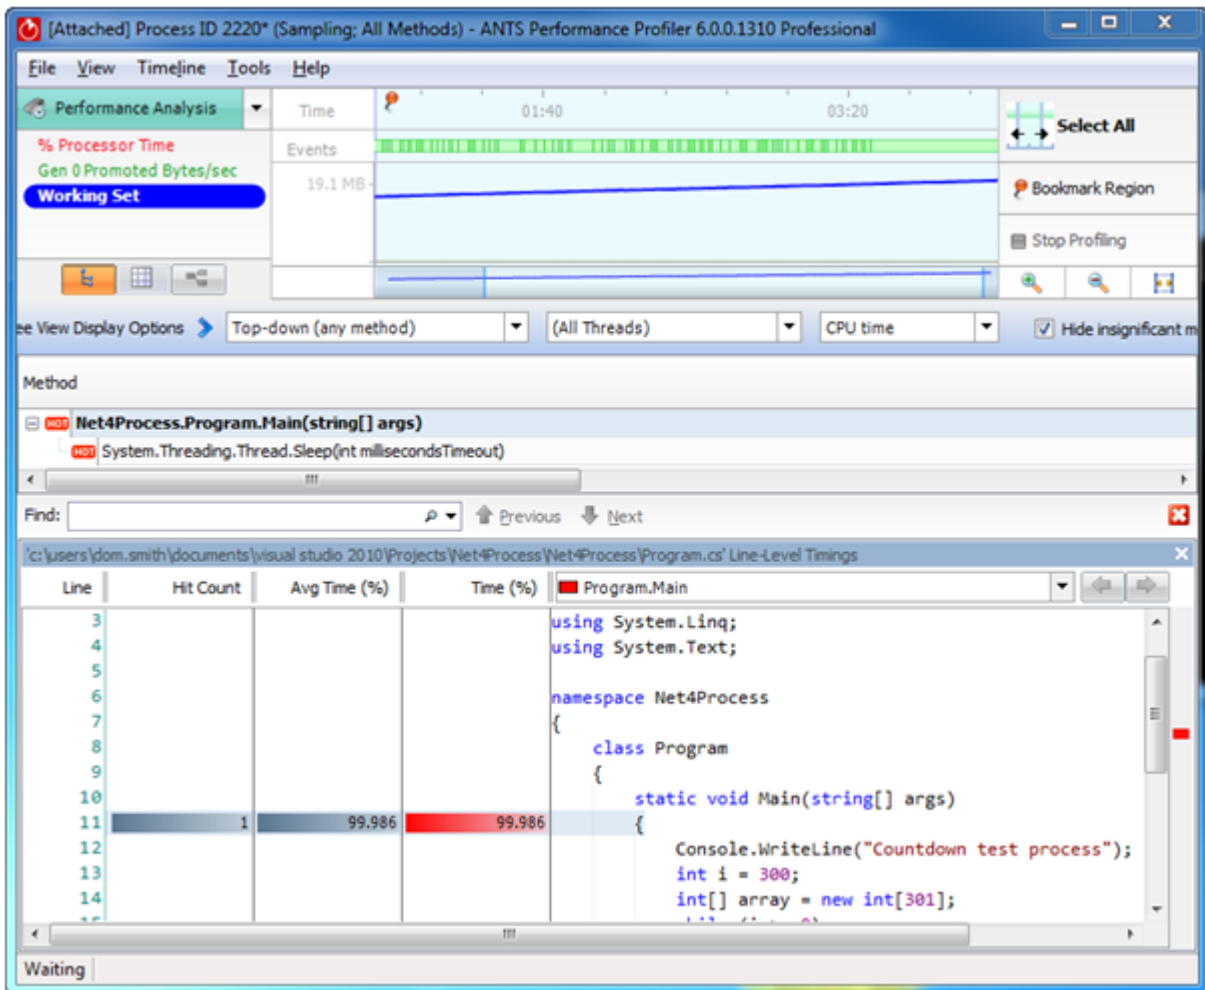 [Attached] Process ID 2220* (Sampling; All Methods) - ANTS Performance Profiler 6.0.0.1310 Professional
File View Timeline Tools Help
Performance Analysis
Time 01:40 03:20
Select All
% Processor Time
Events
Gen 0 Promoted Bytes/sec
Working Set
19.1 MB
Bookmark Region
Stop Profiling
ee View Display Options Top-down (any method) (All Threads) CPU time Hide insignificant m
Method
HOT Net4Process.Program.Main(string[] args)
HOT System.Threading.Thread.Sleep(int millisecondsTimeout)
Find: Previous Next
'c:\users\dom.smith\documents\visual studio 2010\Projects\Net4Process\Net4Process\Program.cs' Line-Level Timings
Line Hit Count Avg Time (%) Time (%) Program.Main
3 using System.Linq;
4 using System.Text;
5
6 namespace Net4Process
7 {
8 class Program
9 {
10 static void Main(string[] args)
11 1 99.986 99.986 {
12 Console.WriteLine("Countdown test process");
13 int i = 300;
14 int[] array = new int[301];
Waiting